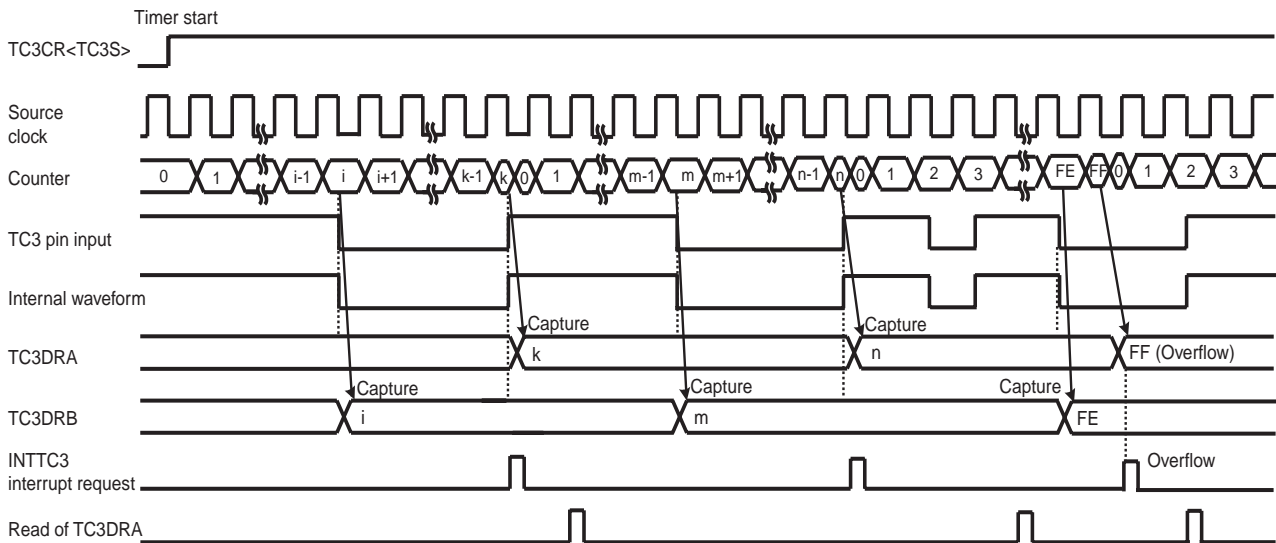 Timer start
TC3CR<TC3S>
Source
clock
Counter
0 1 i-1 i i+1 k-1 k 0 1 m-1 m m+1 n-1 n 0 1 2 3 FE FF 0 1 2 3
TC3 pin input
Internal waveform
Capture Capture
TC3DRA
k n FF (Overflow)
Capture Capture Capture
TC3DRB
i m FE
INTTC3
interrupt request
Overflow
Read of TC3DRA